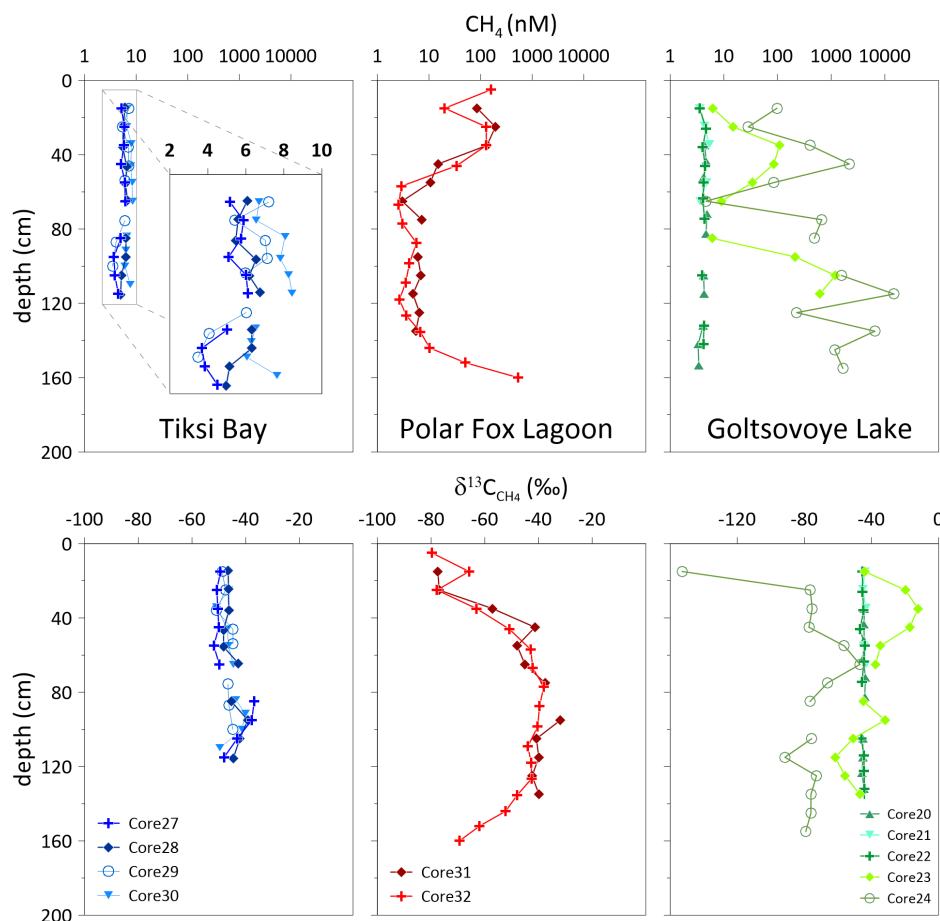 CH4 (nM)
1 10 100 1000 10000
1 10 100 1000 10000
1 10 100 1000 10000
0
40
80
120
160
200
depth (cm)
2 4 6 8 10
Tiksi Bay
Polar Fox Lagoon
Goltsovoye Lake
δ13CCH4 (‰)
-100 -80 -60 -40 -20
-100 -80 -60 -40 -20
-120 -80 -40
0
40
80
120
160
200
depth (cm)
Core27
Core28
Core29
Core30
Core31
Core32
Core20
Core21
Core22
Core23
Core24